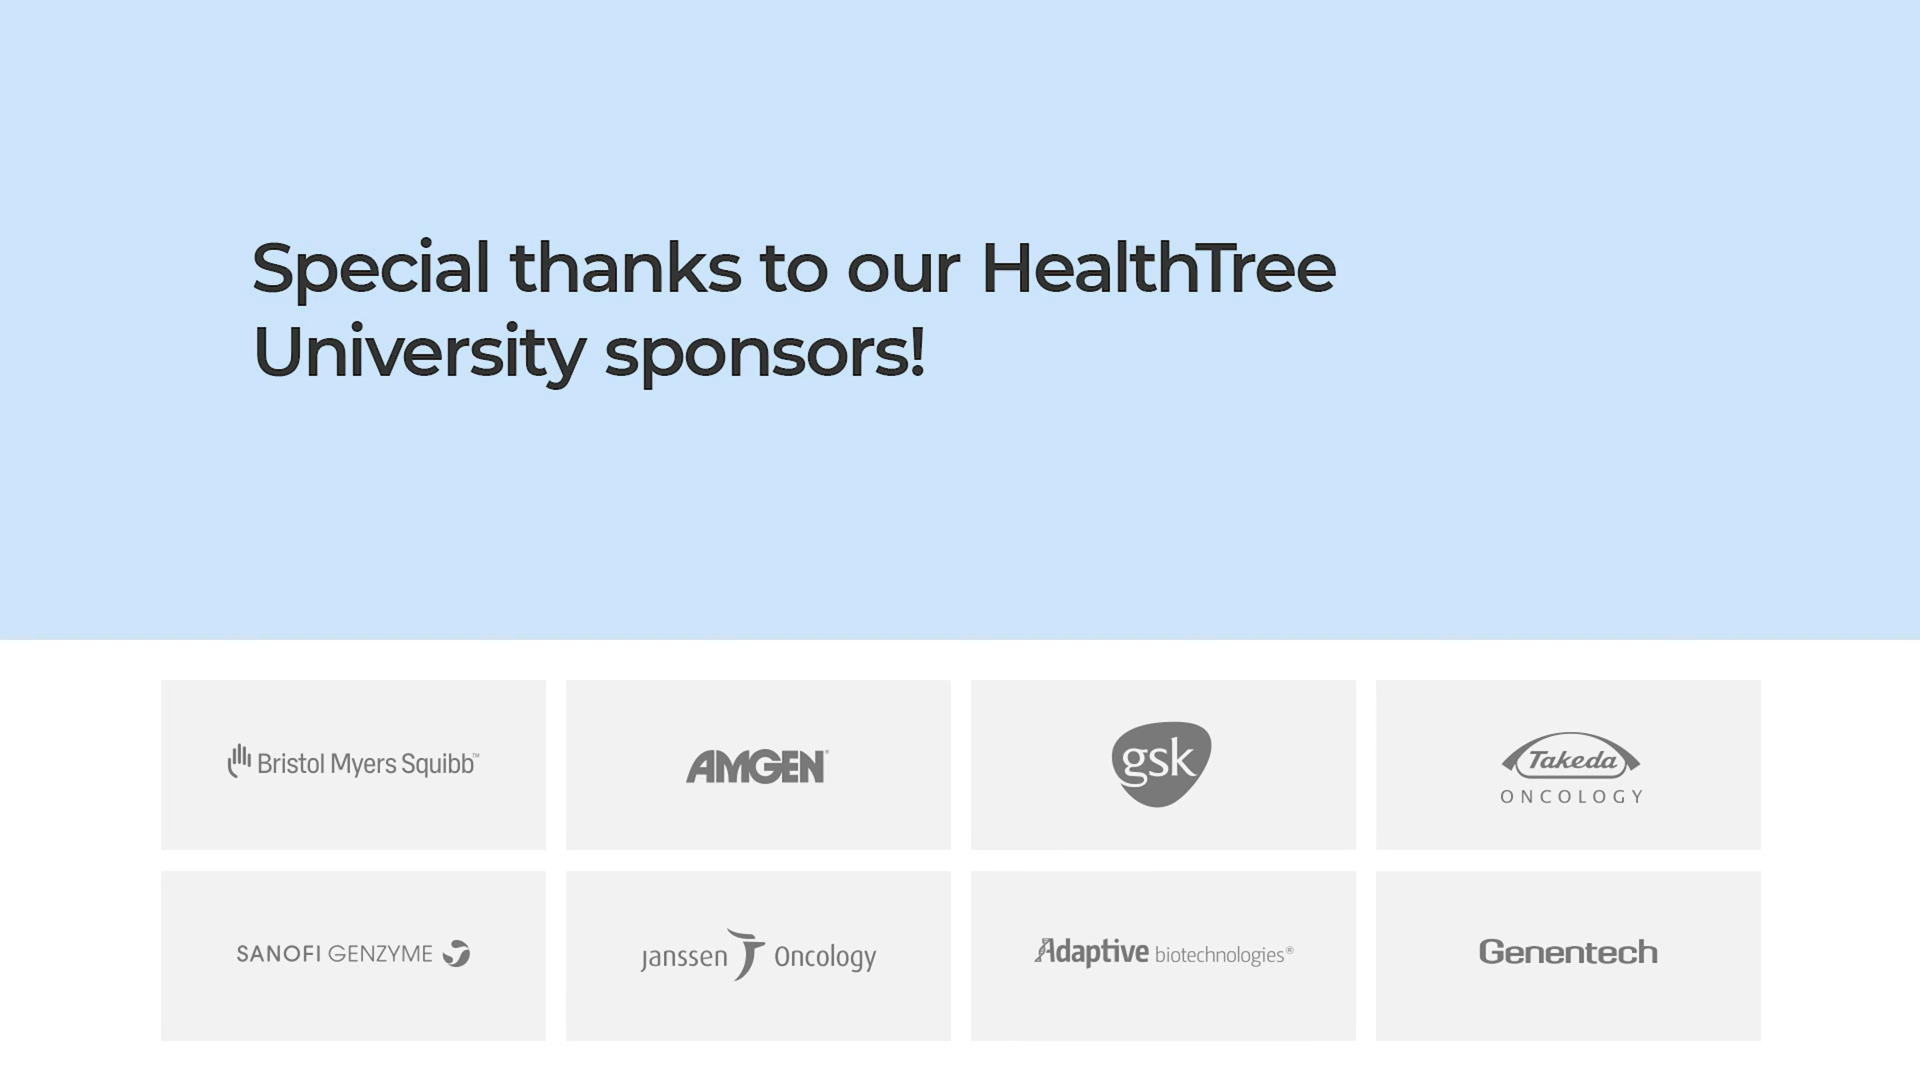 Special thanks to our HealthTree
University sponsors!
Bristol Myers Squibb™
AMGEN®
gsk
Takeda
ONCOLOGY
SANOFI GENZYME
janssen Oncology
Adaptive biotechnologies®
Genentech